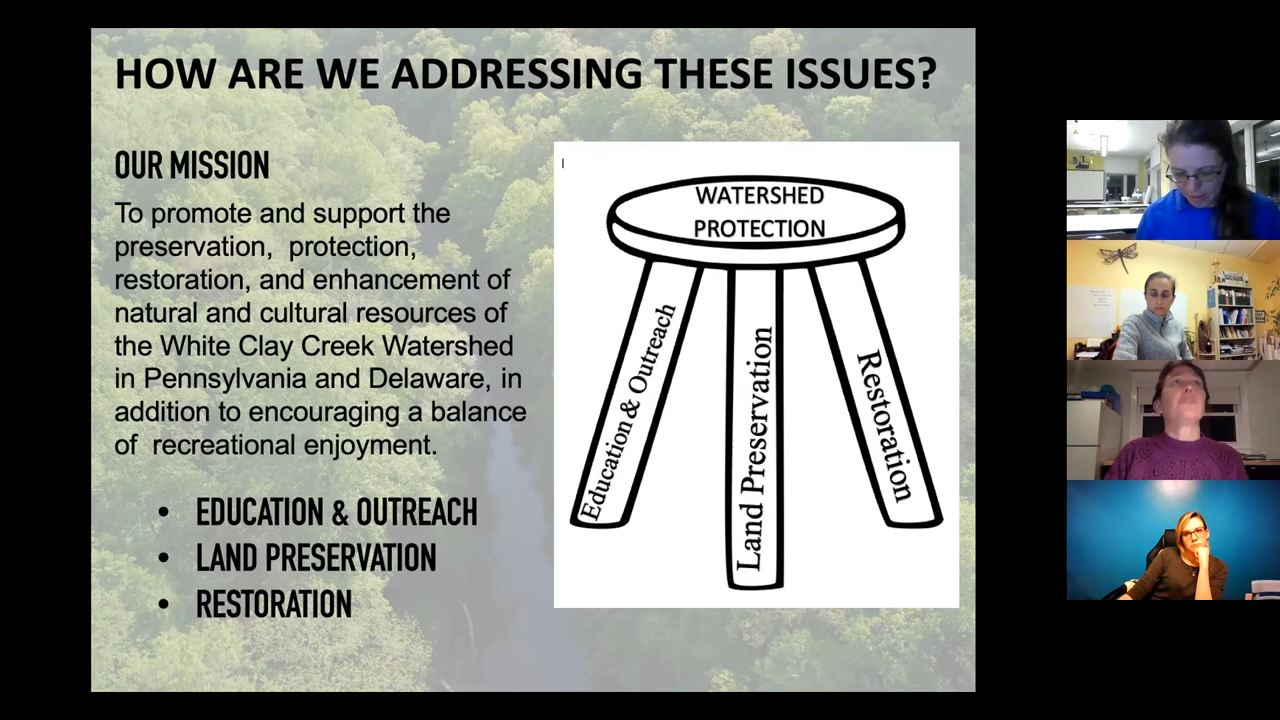 HOW ARE WE ADDRESSING THESE ISSUES?
OUR MISSION
To promote and support the
preservation, protection,
restoration, and enhancement of
natural and cultural resources of
the White Clay Creek Watershed
in Pennsylvania and Delaware, in
addition to encouraging a balance
of recreational enjoyment.
• EDUCATION & OUTREACH
• LAND PRESERVATION
• RESTORATION
WATERSHED
PROTECTION
Education & Outreach
Land Preservation
Restoration